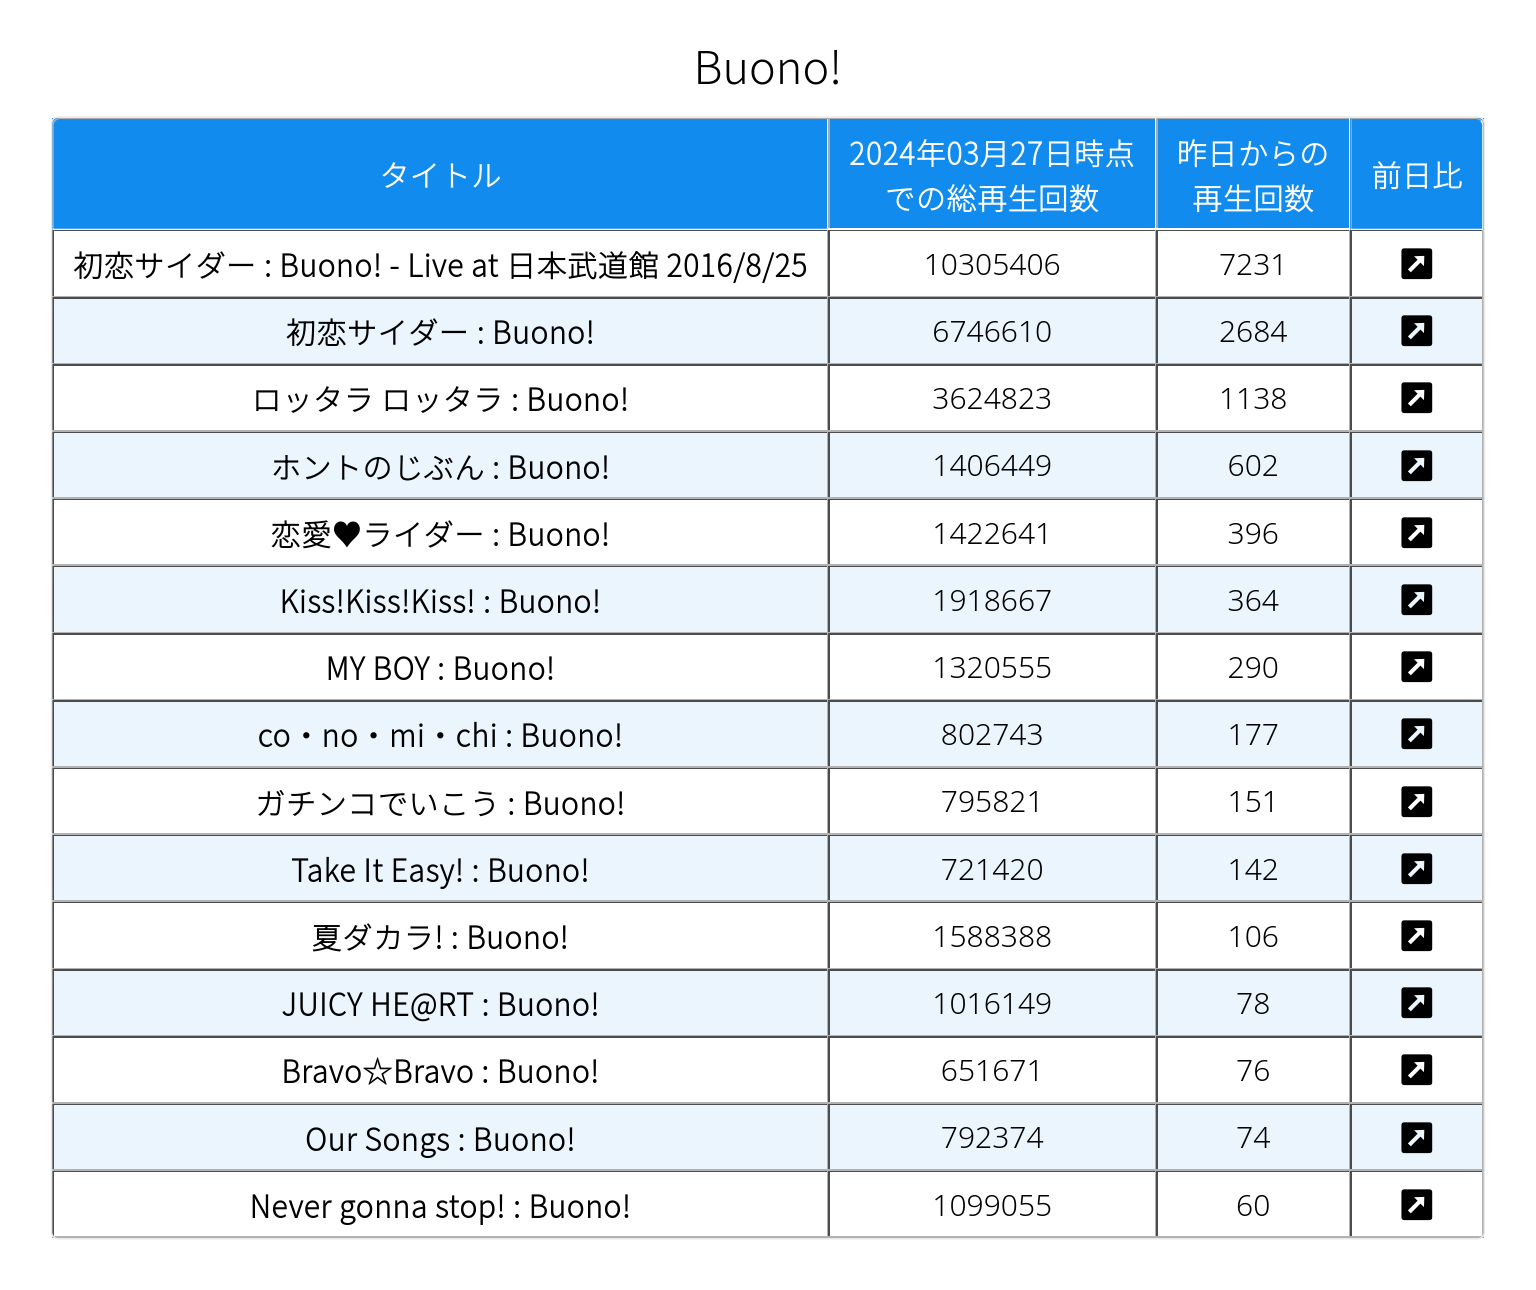 Buono!
タイトル 2024年03月27日時点での総再生回数 昨日からの再生回数 前日比
初恋サイダー : Buono! - Live at 日本武道館 2016/8/25 10305406 7231 ↗
初恋サイダー : Buono! 6746610 2684 ↗
ロッタラ ロッタラ : Buono! 3624823 1138 ↗
ホントのじぶん : Buono! 1406449 602 ↗
恋愛♥ライダー : Buono! 1422641 396 ↗
Kiss!Kiss!Kiss! : Buono! 1918667 364 ↗
MY BOY : Buono! 1320555 290 ↗
co・no・mi・chi : Buono! 802743 177 ↗
ガチンコでいこう : Buono! 795821 151 ↗
Take It Easy! : Buono! 721420 142 ↗
夏ダカラ! : Buono! 1588388 106 ↗
JUICY HE@RT : Buono! 1016149 78 ↗
Bravo☆Bravo : Buono! 651671 76 ↗
Our Songs : Buono! 792374 74 ↗
Never gonna stop! : Buono! 1099055 60 ↗